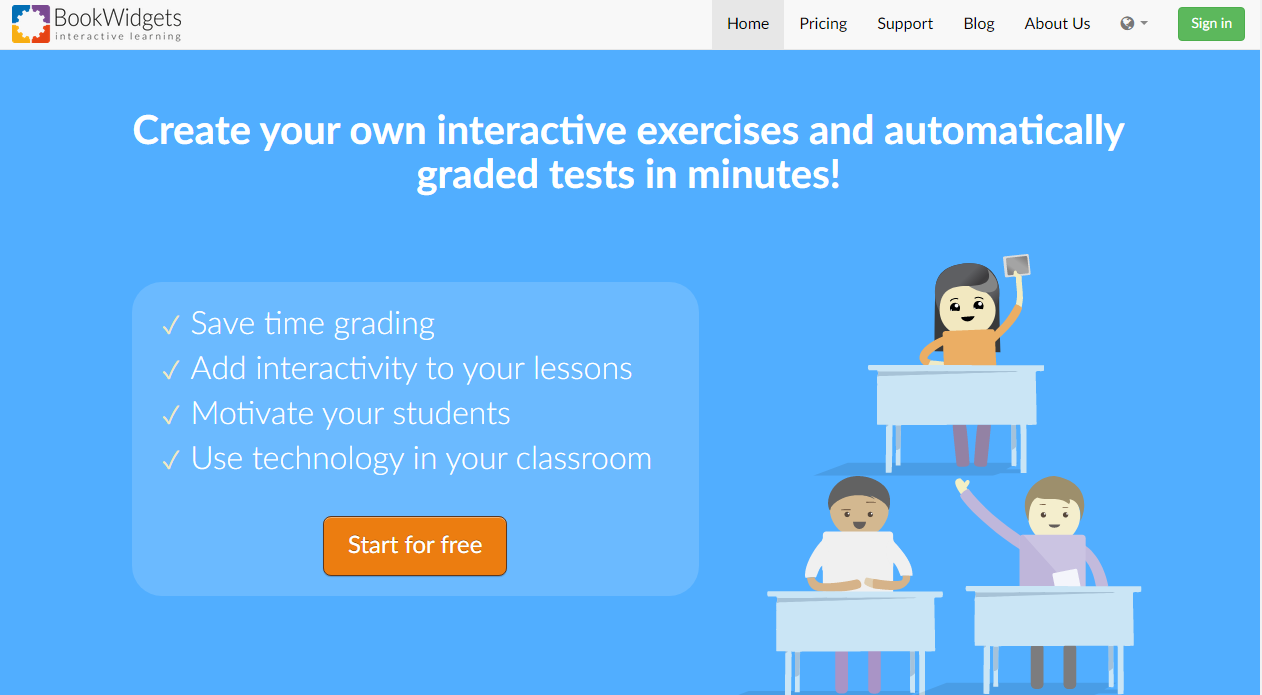 BookWidgets
interactive learning
Home Pricing Support Blog About Us Sign in
Create your own interactive exercises and automatically
graded tests in minutes!
✓ Save time grading
✓ Add interactivity to your lessons
✓ Motivate your students
✓ Use technology in your classroom
Start for free